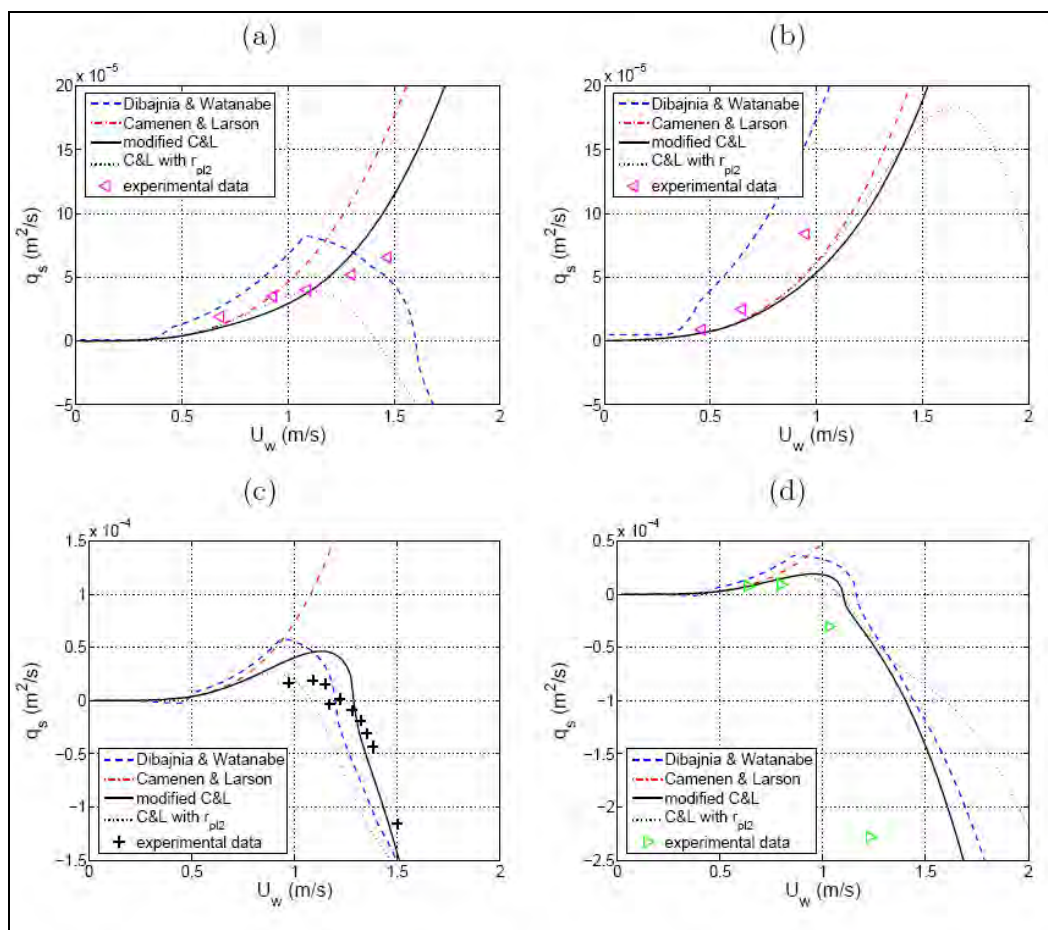 (a)
20 x 10⁻⁵
15
10
5
0
−5
q_s (m²/s)
0 0.5 1 1.5 2
U_w (m/s)
Dibajnia & Watanabe
Camenen & Larson
modified C&L
C&L with r_pl2
experimental data
(b)
20 x 10⁻⁵
15
10
5
0
−5
q_s (m²/s)
0 0.5 1 1.5 2
U_w (m/s)
Dibajnia & Watanabe
Camenen & Larson
modified C&L
C&L with r_pl2
experimental data
(c)
1.5 x 10⁻⁴
1
0.5
0
−0.5
−1
−1.5
q_s (m²/s)
0 0.5 1 1.5 2
U_w (m/s)
Dibajnia & Watanabe
Camenen & Larson
modified C&L
C&L with r_pl2
experimental data
(d)
0.5 x 10⁻⁴
0
−0.5
−1
−1.5
−2
−2.5
q_s (m²/s)
0 0.5 1 1.5 2
U_w (m/s)
Dibajnia & Watanabe
Camenen & Larson
modified C&L
C&L with r_pl2
experimental data